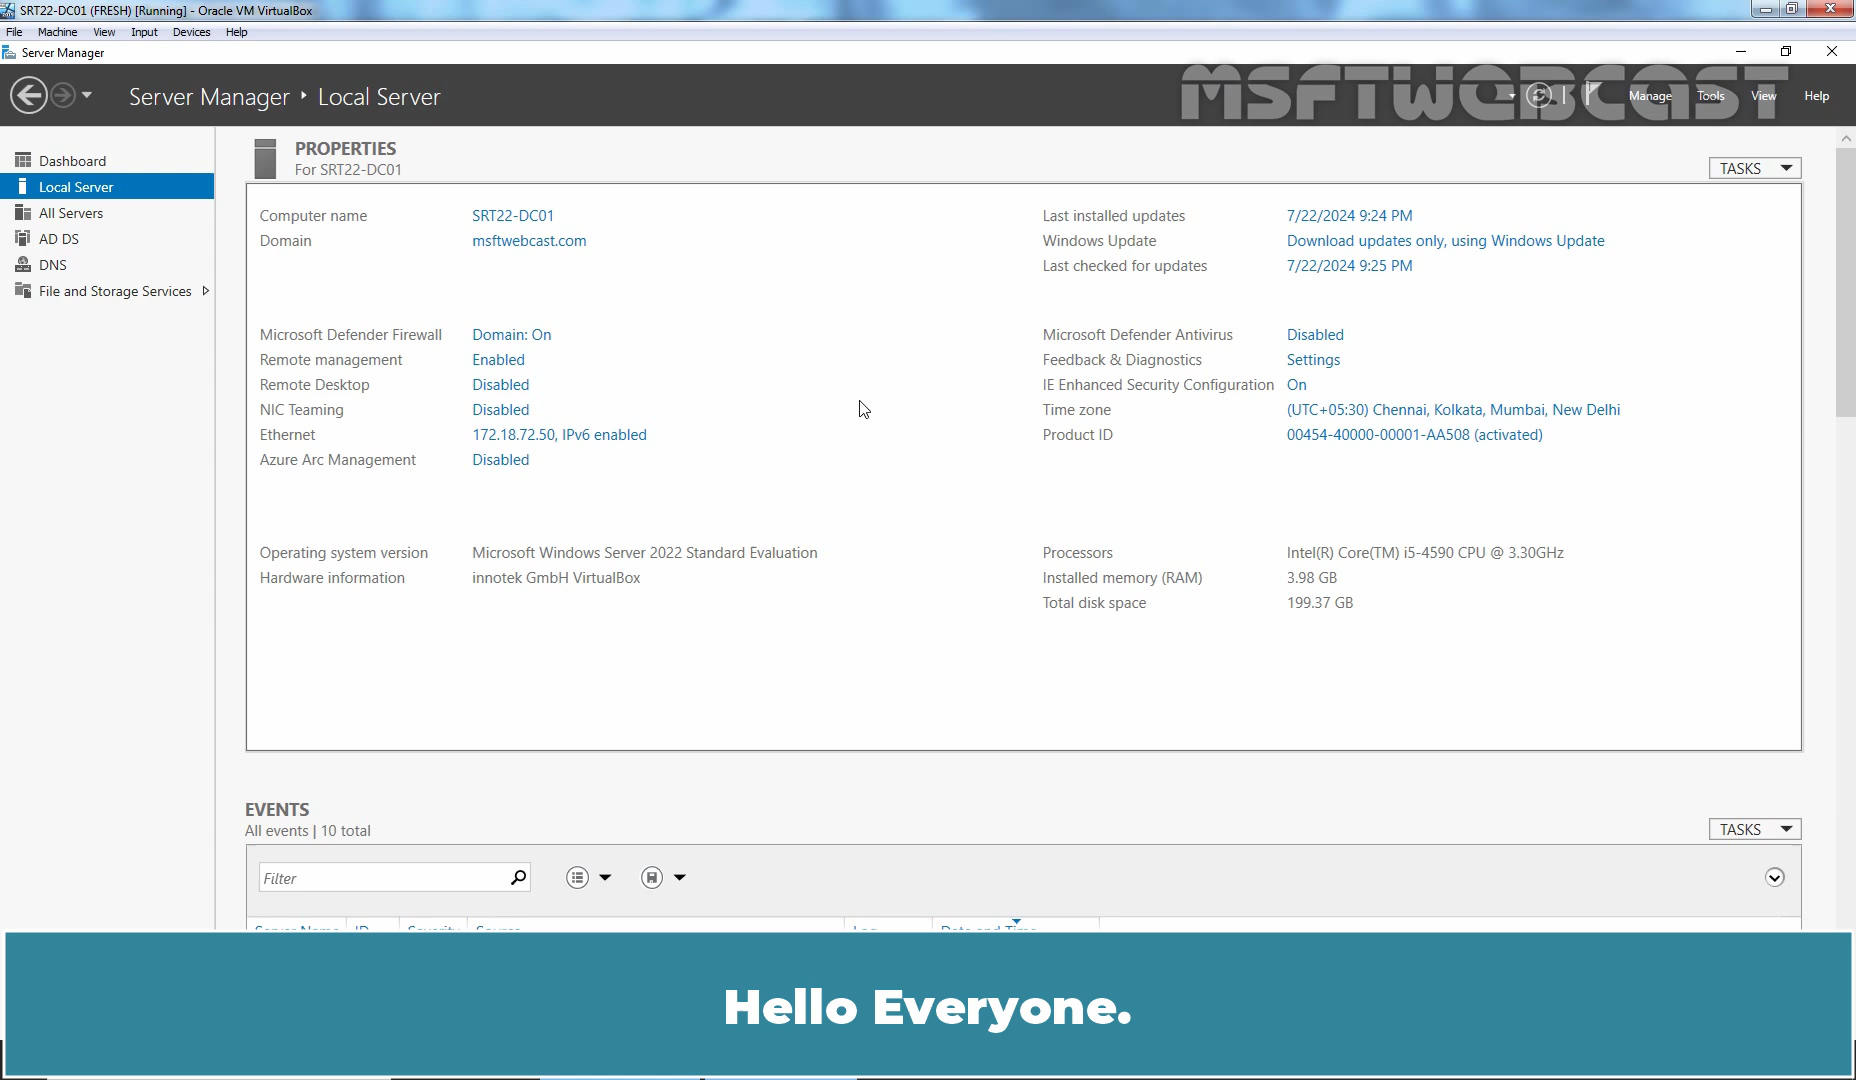 SRT22-DC01 (FRESH) [Running] - Oracle VM VirtualBox
File Machine View Input Devices Help
Server Manager
Server Manager ‣ Local Server
MSFTWEBCAST
Manage Tools View Help
Dashboard
Local Server
All Servers
AD DS
DNS
File and Storage Services
PROPERTIES
For SRT22-DC01
TASKS
Computer name SRT22-DC01
Domain msftwebcast.com
Last installed updates 7/22/2024 9:24 PM
Windows Update Download updates only, using Windows Update
Last checked for updates 7/22/2024 9:25 PM
Microsoft Defender Firewall Domain: On
Remote management Enabled
Remote Desktop Disabled
NIC Teaming Disabled
Ethernet 172.18.72.50, IPv6 enabled
Azure Arc Management Disabled
Microsoft Defender Antivirus Disabled
Feedback & Diagnostics Settings
IE Enhanced Security Configuration On
Time zone (UTC+05:30) Chennai, Kolkata, Mumbai, New Delhi
Product ID 00454-40000-00001-AA508 (activated)
Operating system version Microsoft Windows Server 2022 Standard Evaluation
Hardware information innotek GmbH VirtualBox
Processors Intel(R) Core(TM) i5-4590 CPU @ 3.30GHz
Installed memory (RAM) 3.98 GB
Total disk space 199.37 GB
EVENTS
All events | 10 total
TASKS
Filter
Server Name ID Severity Source Log Date and Time
Hello Everyone.